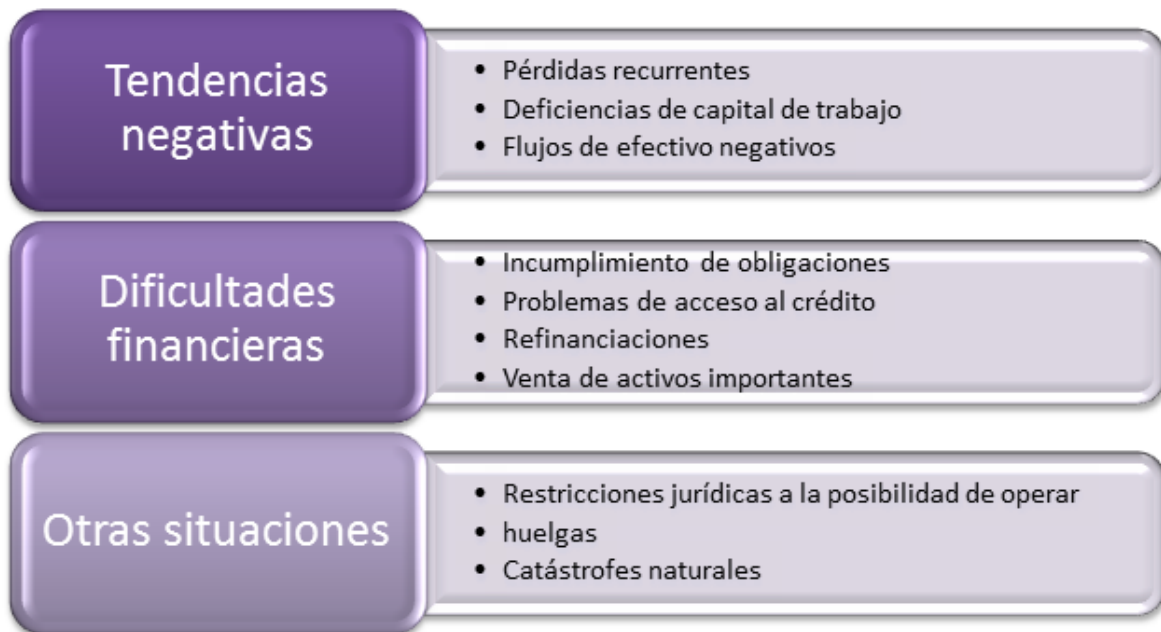 Tendencias
negativas
• Pérdidas recurrentes
• Deficiencias de capital de trabajo
• Flujos de efectivo negativos
Dificultades
financieras
• Incumplimiento de obligaciones
• Problemas de acceso al crédito
• Refinanciaciones
• Venta de activos importantes
Otras situaciones
• Restricciones jurídicas a la posibilidad de operar
• huelgas
• Catástrofes naturales